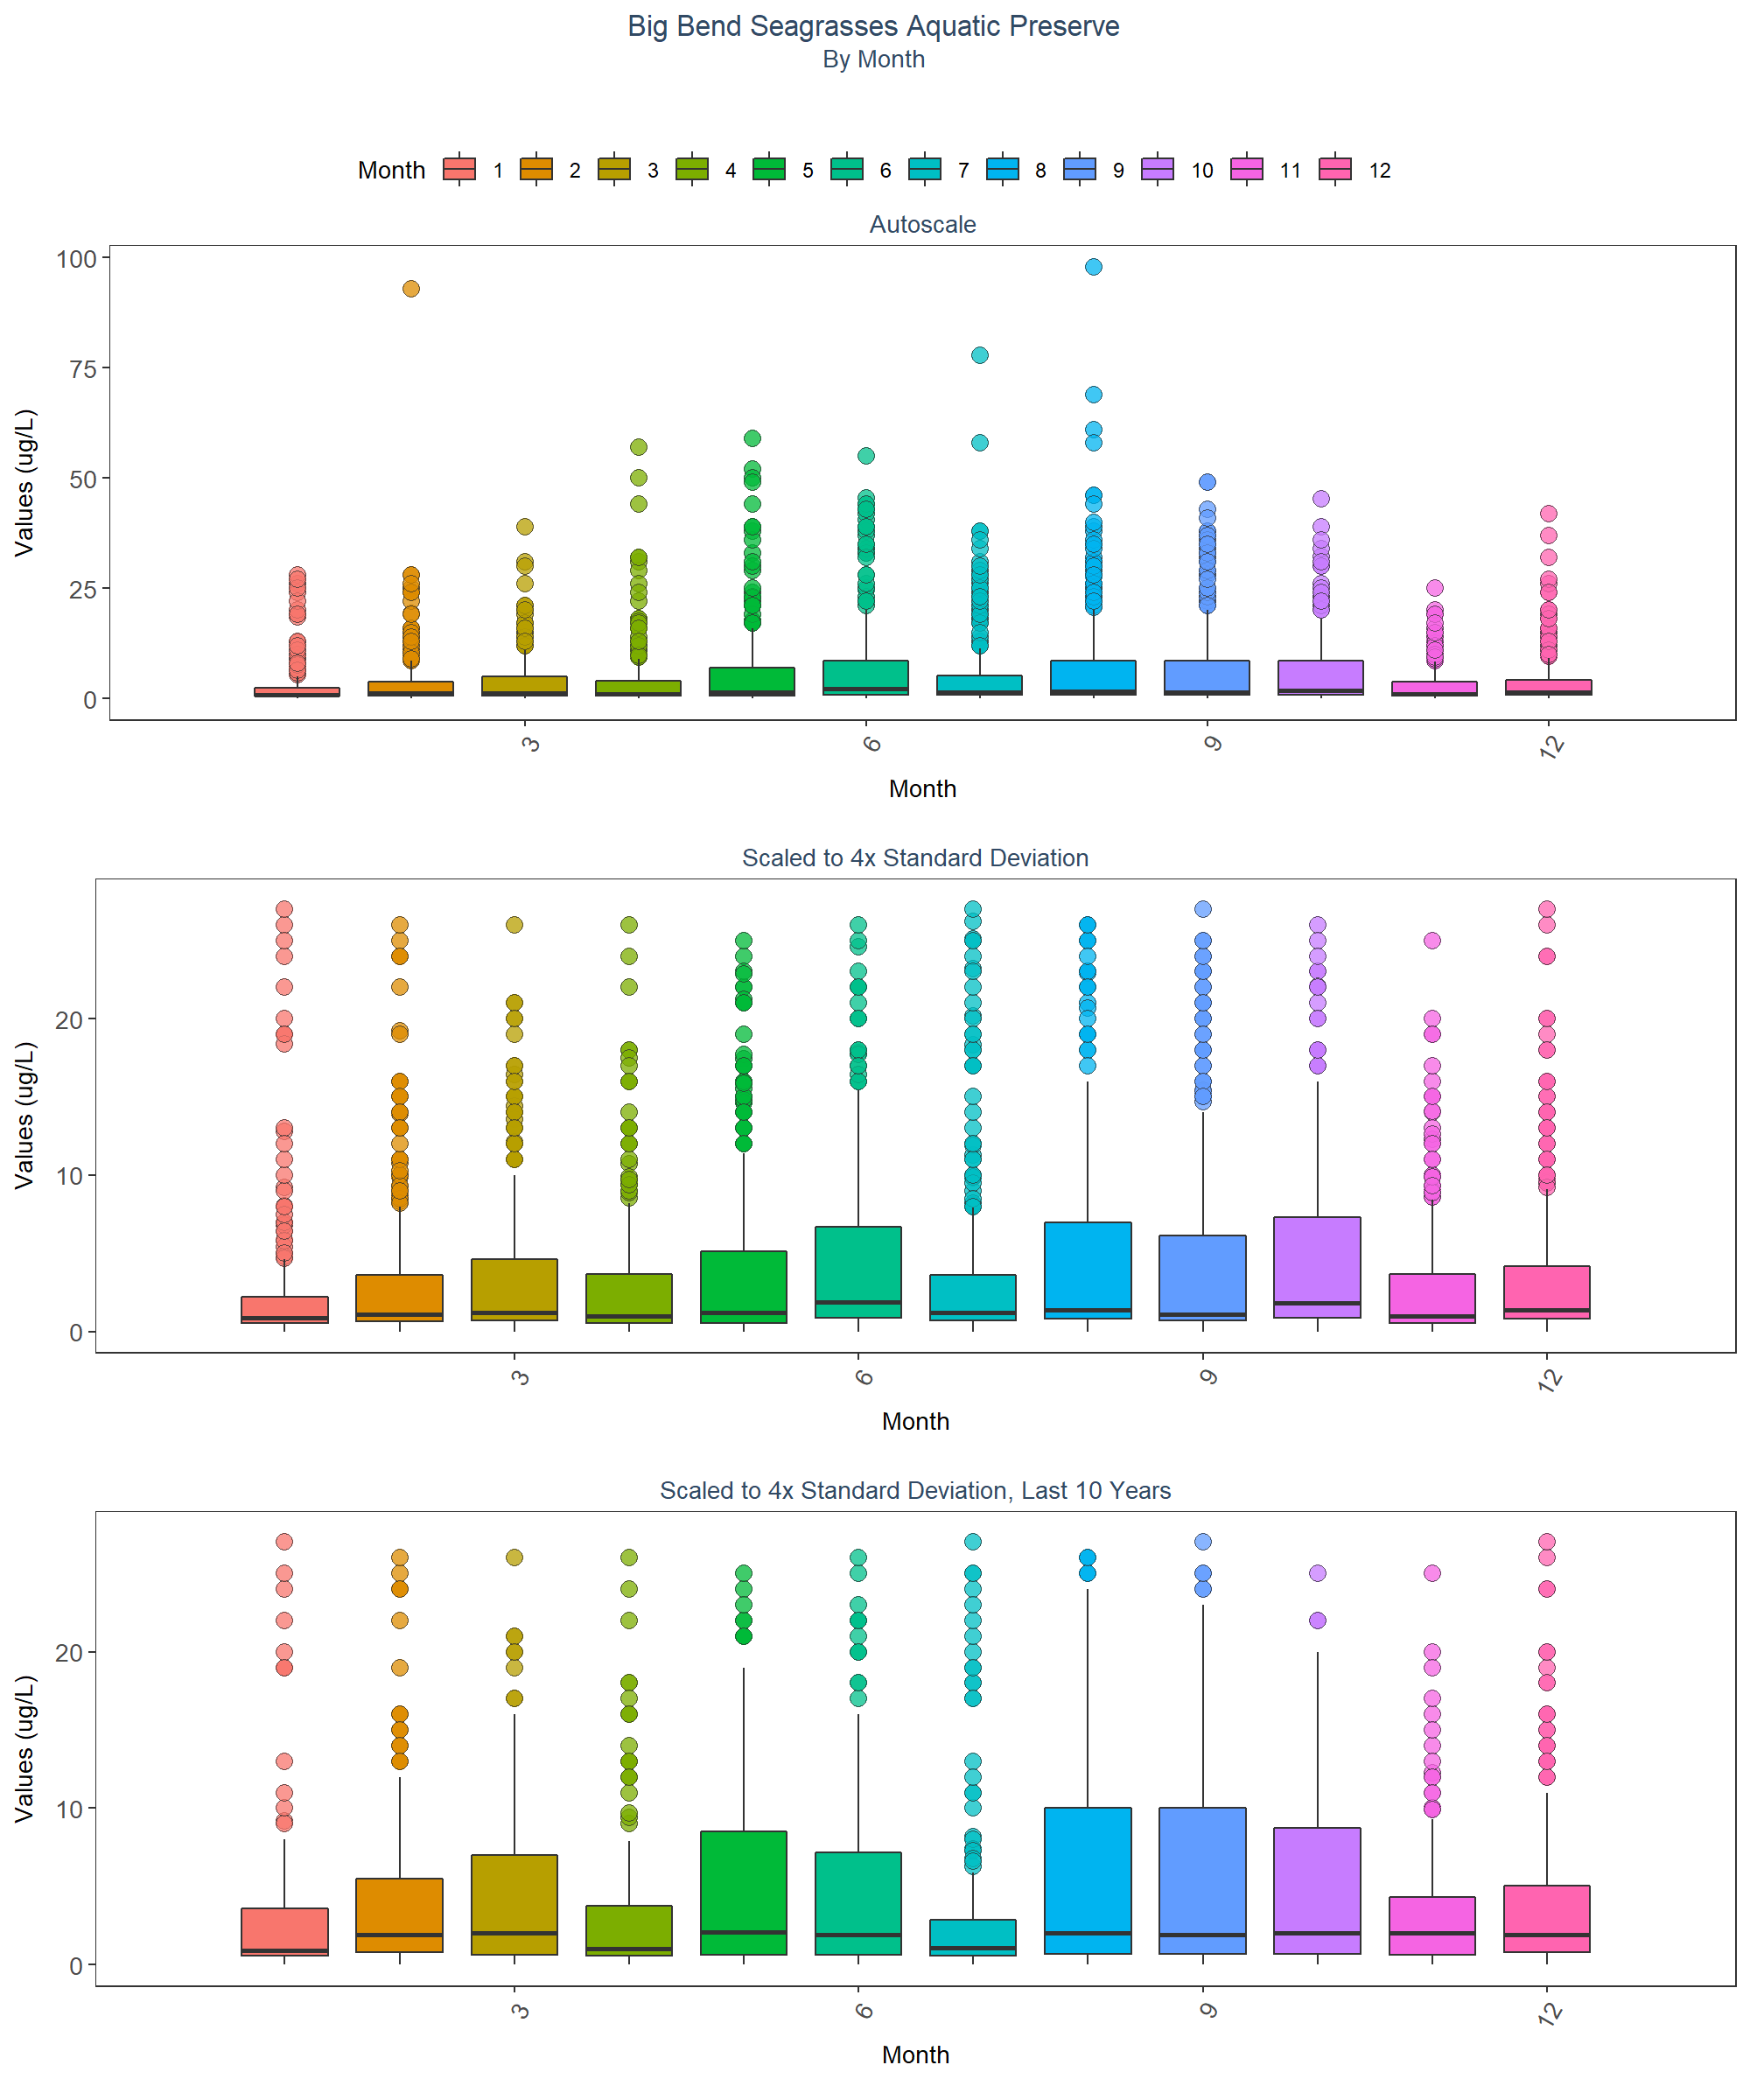 Big Bend Seagrasses Aquatic Preserve
By Month
Month 1 2 3 4 5 6 7 8 9 10 11 12
Autoscale
Values (ug/L)
100
75
50
25
0
3 6 9 12
Month
Scaled to 4x Standard Deviation
Values (ug/L)
20
10
0
3 6 9 12
Month
Scaled to 4x Standard Deviation, Last 10 Years
Values (ug/L)
20
10
0
3 6 9 12
Month